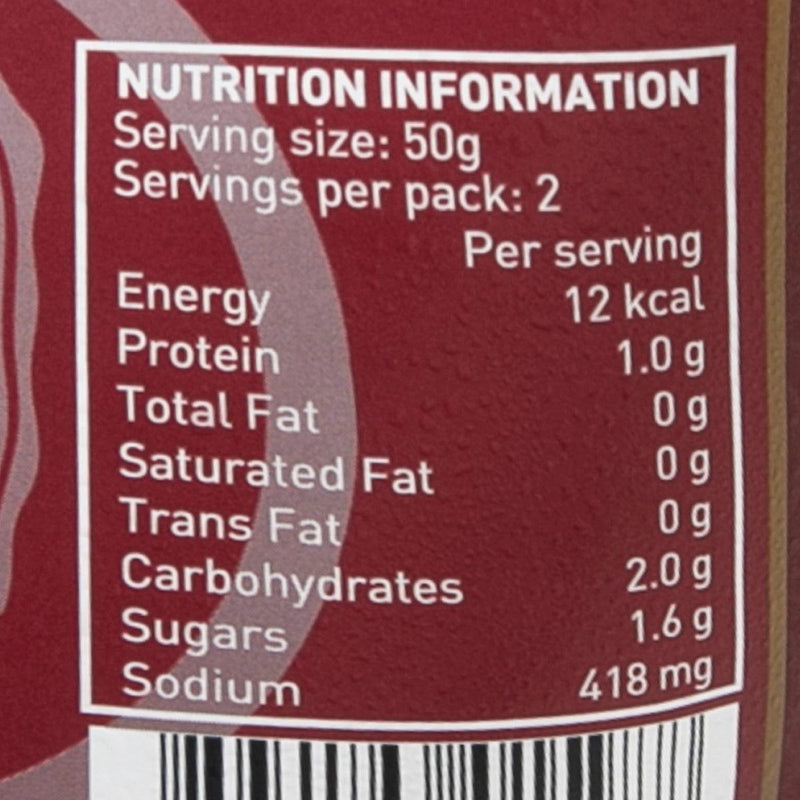 NUTRITION INFORMATION
Serving size: 50g
Servings per pack: 2
Per serving
Energy 12 kcal
Protein 1.0 g
Total Fat 0 g
Saturated Fat 0 g
Trans Fat 0 g
Carbohydrates 2.0 g
Sugars 1.6 g
Sodium 418 mg